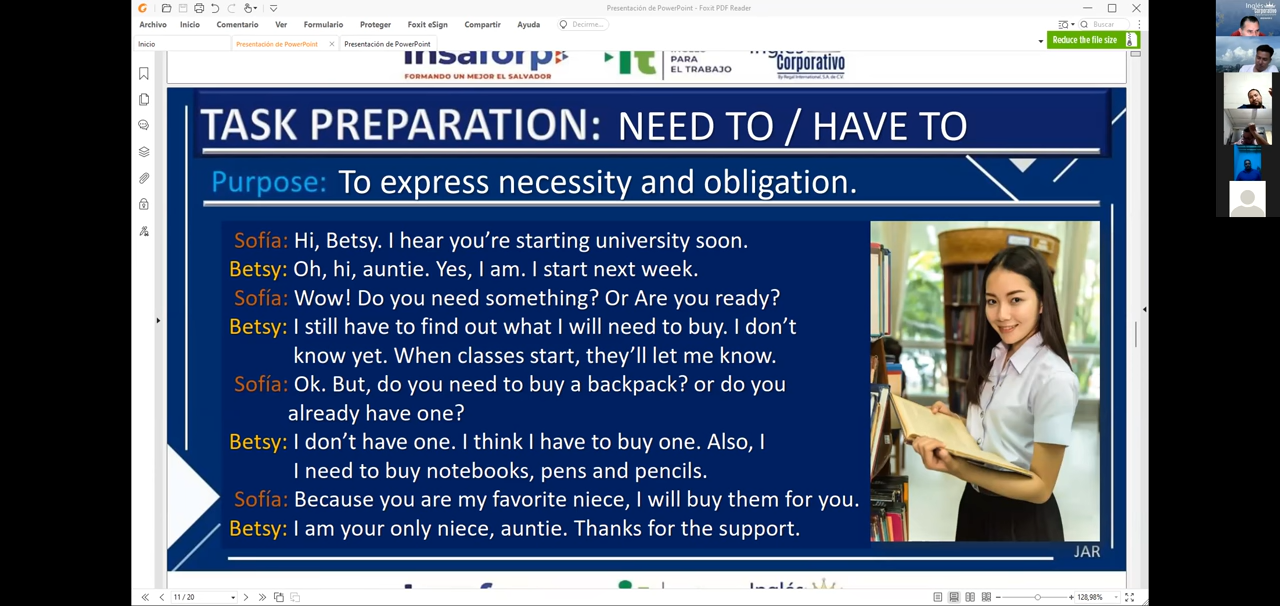 Presentación de PowerPoint - Foxit PDF Reader
Archivo Inicio Comentario Ver Formulario Proteger Foxit eSign Compartir Ayuda Decirme... Buscar
Inicio Presentación de PowerPoint Presentación de PowerPoint Reduce the file size
insaforp
FORMANDO UN MEJOR EL SALVADOR
PARA
EL TRABAJO
Inglés
Corporativo
TASK PREPARATION: NEED TO / HAVE TO
Purpose: To express necessity and obligation.
Sofía: Hi, Betsy. I hear you’re starting university soon.
Betsy: Oh, hi, auntie. Yes, I am. I start next week.
Sofía: Wow! Do you need something? Or Are you ready?
Betsy: I still have to find out what I will need to buy. I don’t
know yet. When classes start, they’ll let me know.
Sofía: Ok. But, do you need to buy a backpack? or do you
already have one?
Betsy: I don’t have one. I think I have to buy one. Also, I
I need to buy notebooks, pens and pencils.
Sofía: Because you are my favorite niece, I will buy them for you.
Betsy: I am your only niece, auntie. Thanks for the support.
JAR
11 / 20
128,98%